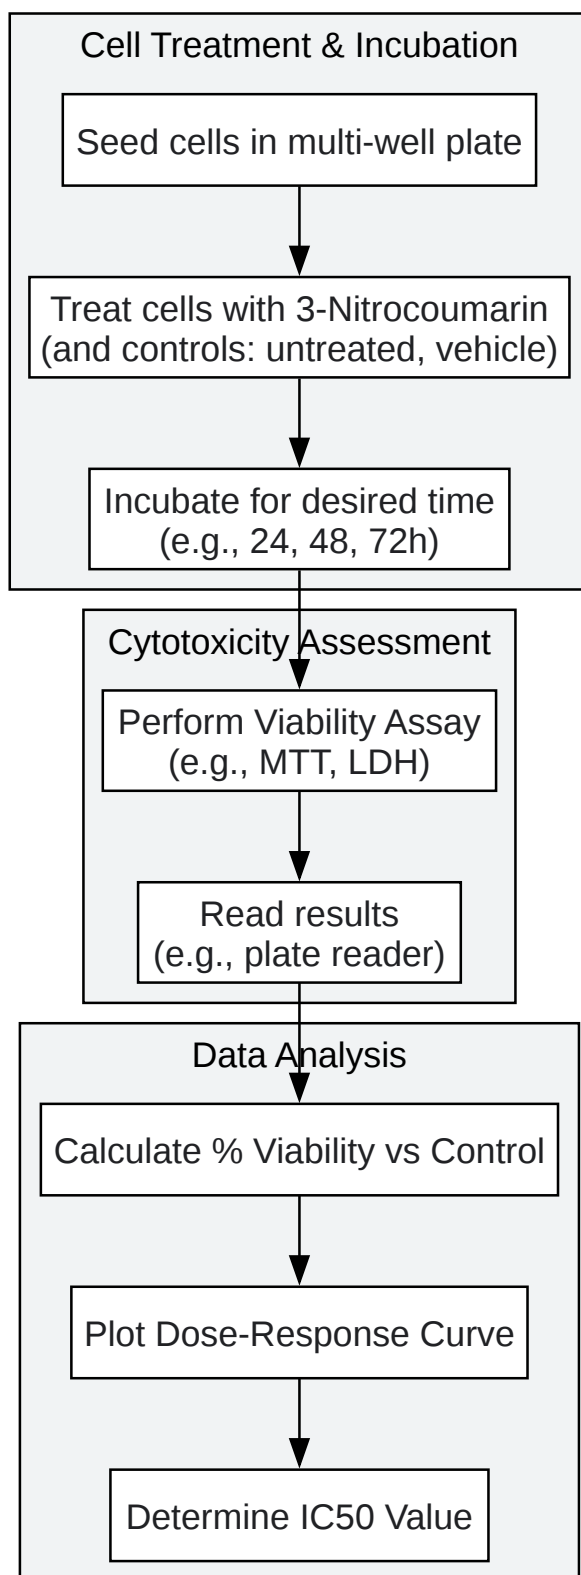 Cell Treatment & Incubation
Seed cells in multi-well plate
Treat cells with 3-Nitrocoumarin
(and controls: untreated, vehicle)
Incubate for desired time
(e.g., 24, 48, 72h)
Cytotoxicity Assessment
Perform Viability Assay
(e.g., MTT, LDH)
Read results
(e.g., plate reader)
Data Analysis
Calculate % Viability vs Control
Plot Dose-Response Curve
Determine IC50 Value